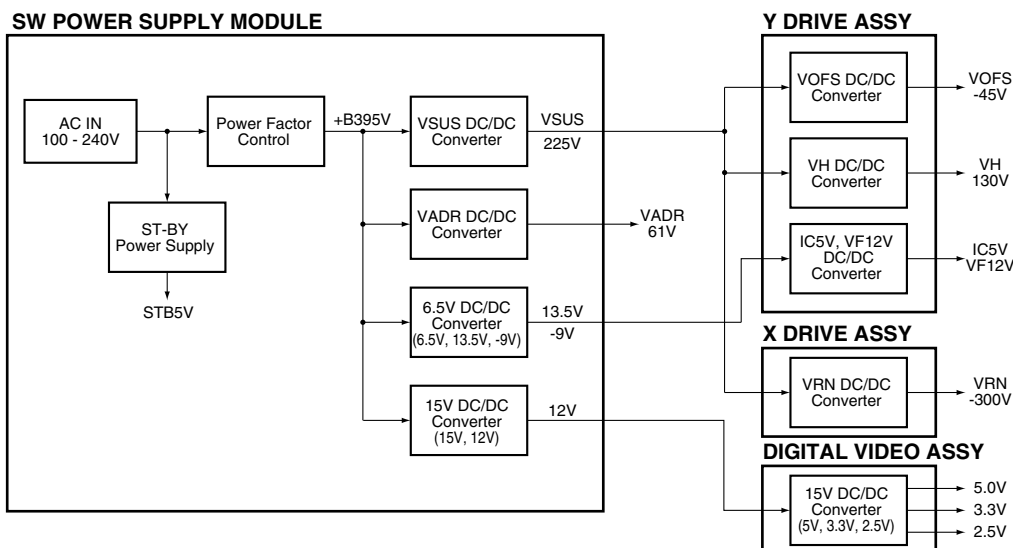 SW POWER SUPPLY MODULE
AC IN
100 - 240V
Power Factor
Control
+B395V
VSUS DC/DC
Converter
VSUS
225V
ST-BY
Power Supply
STB5V
VADR DC/DC
Converter
VADR
61V
6.5V DC/DC
Converter
(6.5V, 13.5V, -9V)
13.5V
-9V
15V DC/DC
Converter
(15V, 12V)
12V
Y DRIVE ASSY
VOFS DC/DC
Converter
VOFS
-45V
VH DC/DC
Converter
VH
130V
IC5V, VF12V
DC/DC
Converter
IC5V
VF12V
X DRIVE ASSY
VRN DC/DC
Converter
VRN
-300V
DIGITAL VIDEO ASSY
15V DC/DC
Converter
(5V, 3.3V, 2.5V)
5.0V
3.3V
2.5V